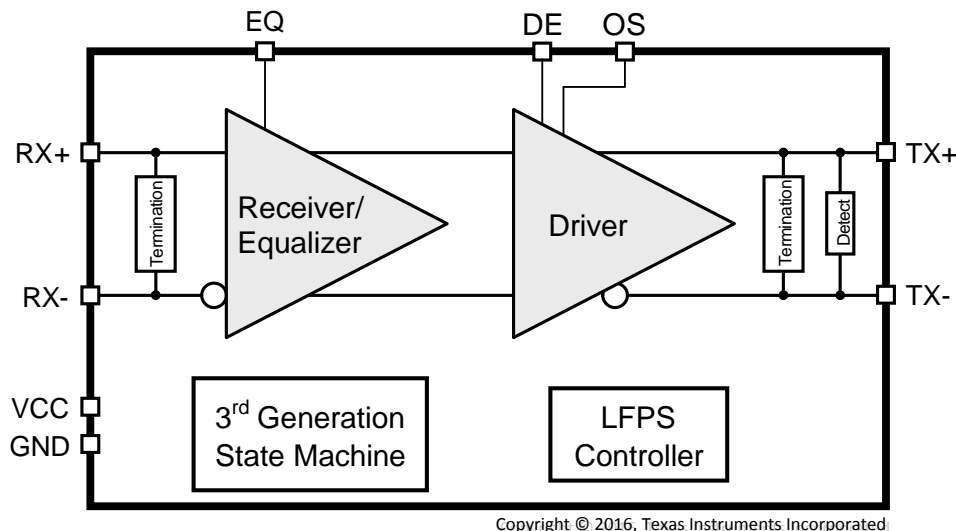 EQ DE OS
RX+ TX+
Termination
Receiver/
Equalizer
Driver
Termination
Detect
RX- TX-
VCC
GND
3rd Generation
State Machine
LFPS
Controller
Copyright © 2016, Texas Instruments Incorporated